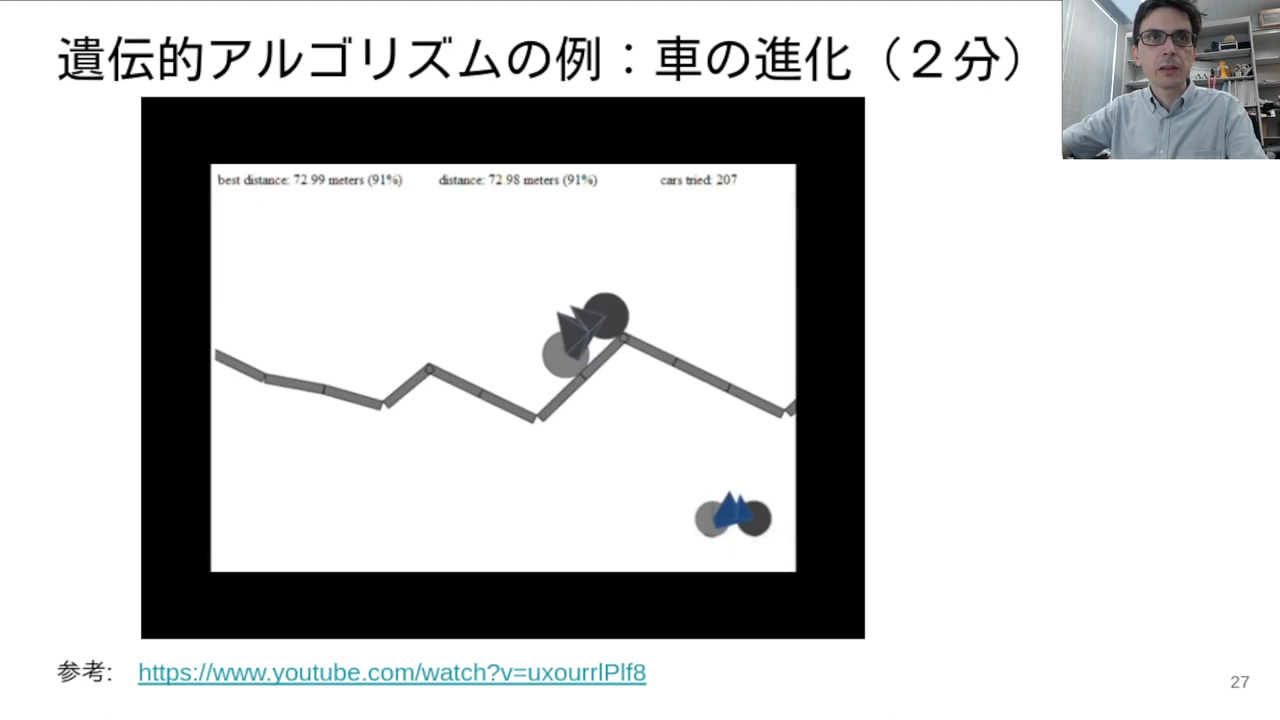 遺伝的アルゴリズムの例：車の進化（２分）
best distance: 72.99 meters (91%) distance: 72.98 meters (91%) cars tried: 207
参考: https://www.youtube.com/watch?v=uxourrlPlf8
27